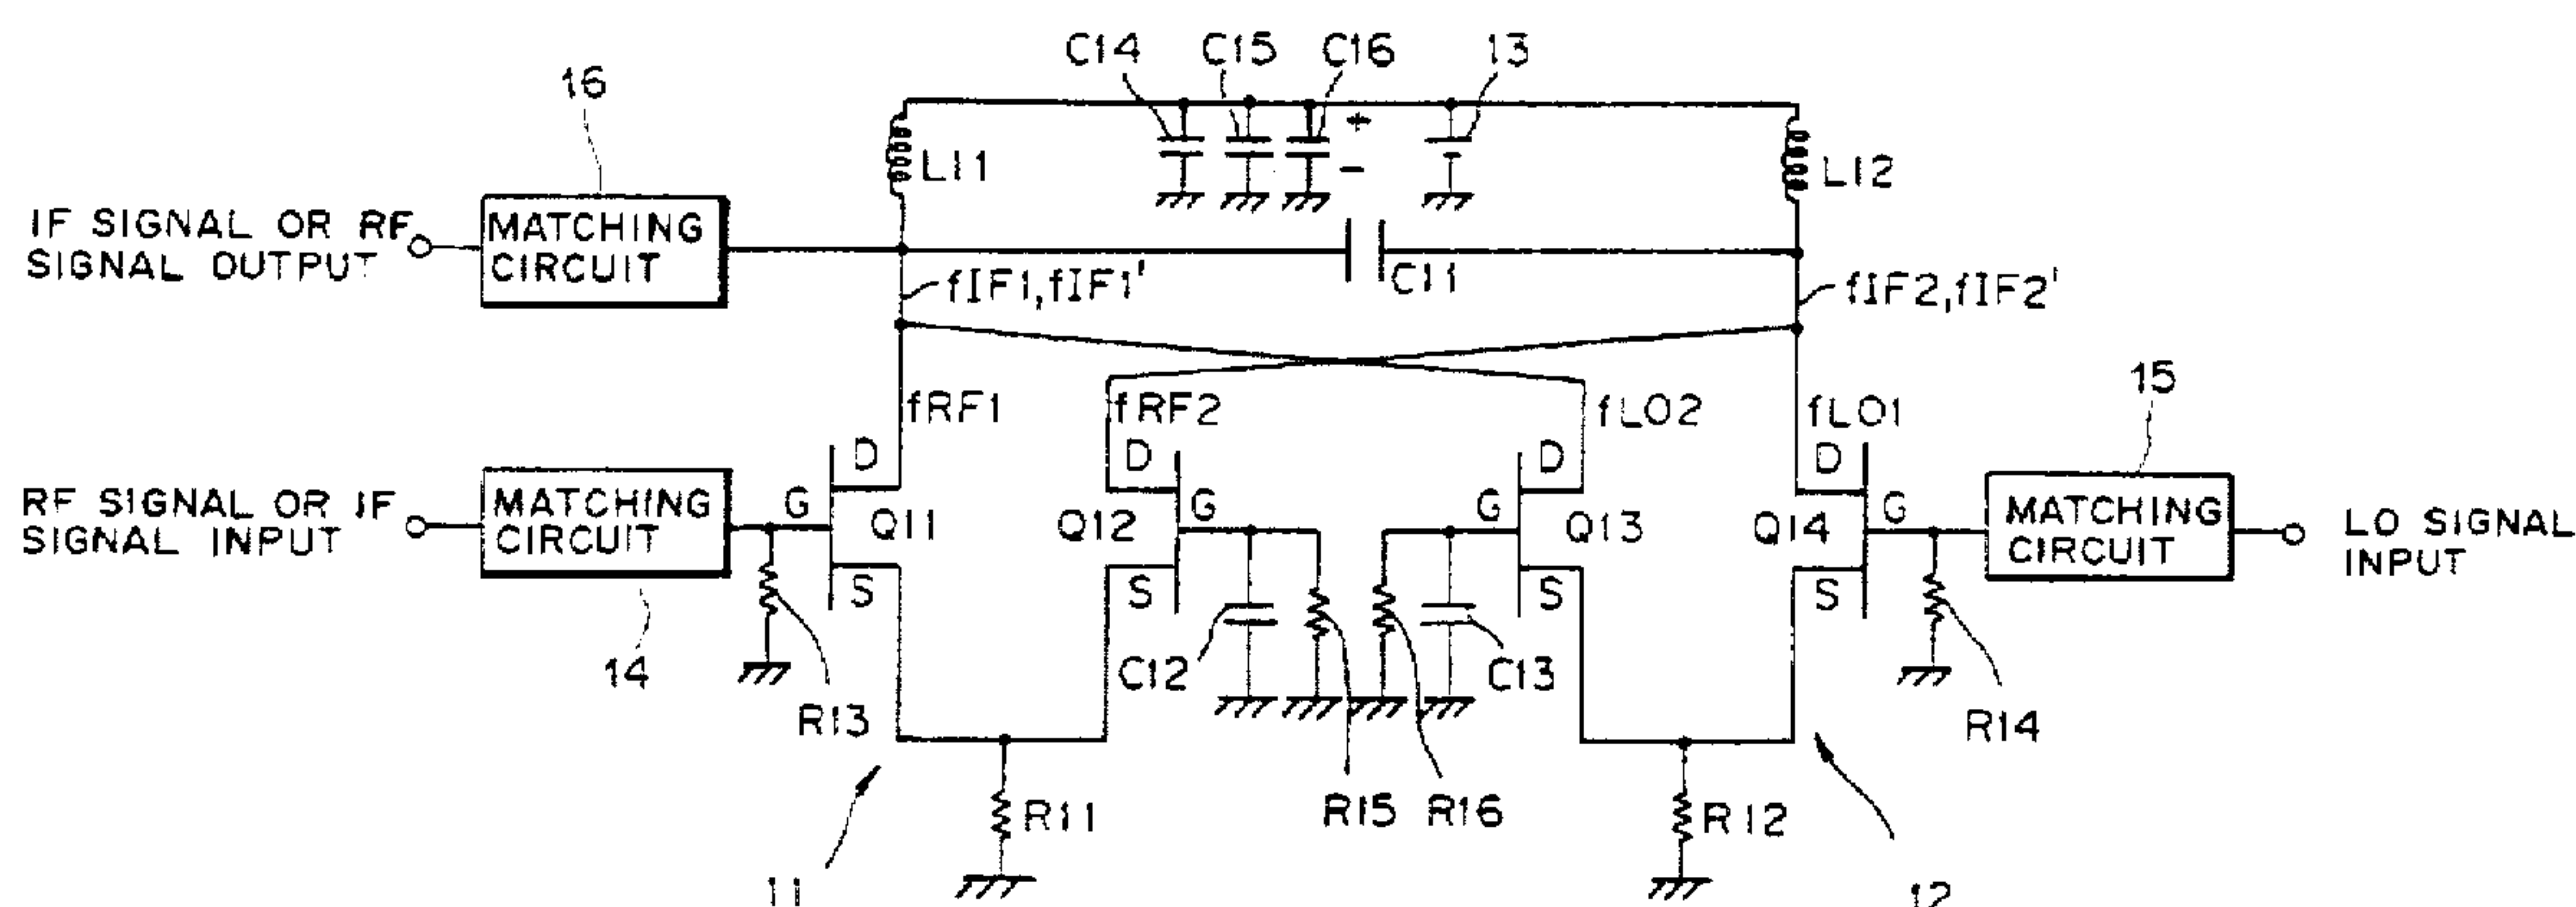 C14
C15
C16
13
16
+
L11
L12
−
IF SIGNAL OR RF
SIGNAL OUTPUT
MATCHING
CIRCUIT
C11
fIF1,fIF1'
fIF2,fIF2'
15
fRF1
fRF2
fLO2
fLO1
D
D
D
D
RF SIGNAL OR IF
SIGNAL INPUT
MATCHING
CIRCUIT
G
Q11
Q12
G
G
Q13
Q14
G
MATCHING
CIRCUIT
LO SIGNAL
INPUT
S
S
S
S
14
C12
C13
R13
R14
R15
R16
R11
R12
11
12